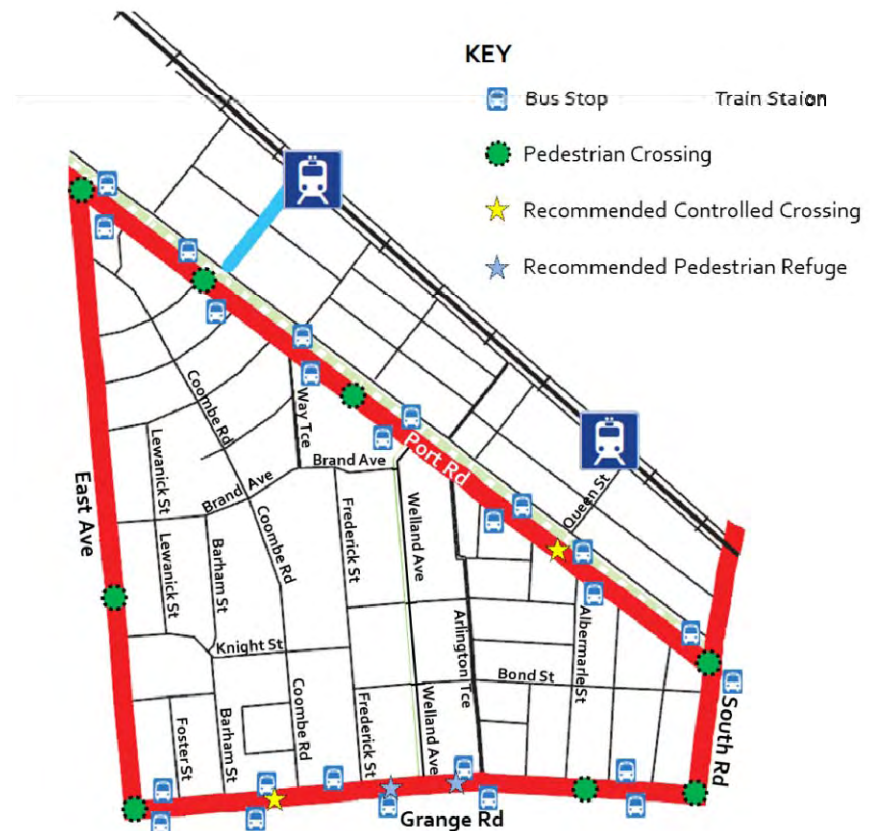 KEY
Bus Stop
Train Staion
Pedestrian Crossing
Recommended Controlled Crossing
Recommended Pedestrian Refuge
Coombe Rd
Way Tce
Port Rd
Queen St
East Ave
Lewanick St
Brand Ave
Brand Ave
Lewanick St
Barham St
Coombe Rd
Frederick St
Welland Ave
Arlington Tce
Albermarle St
Knight St
Bond St
South Rd
Foster St
Barham St
Coombe Rd
Frederick St
Welland Ave
Grange Rd